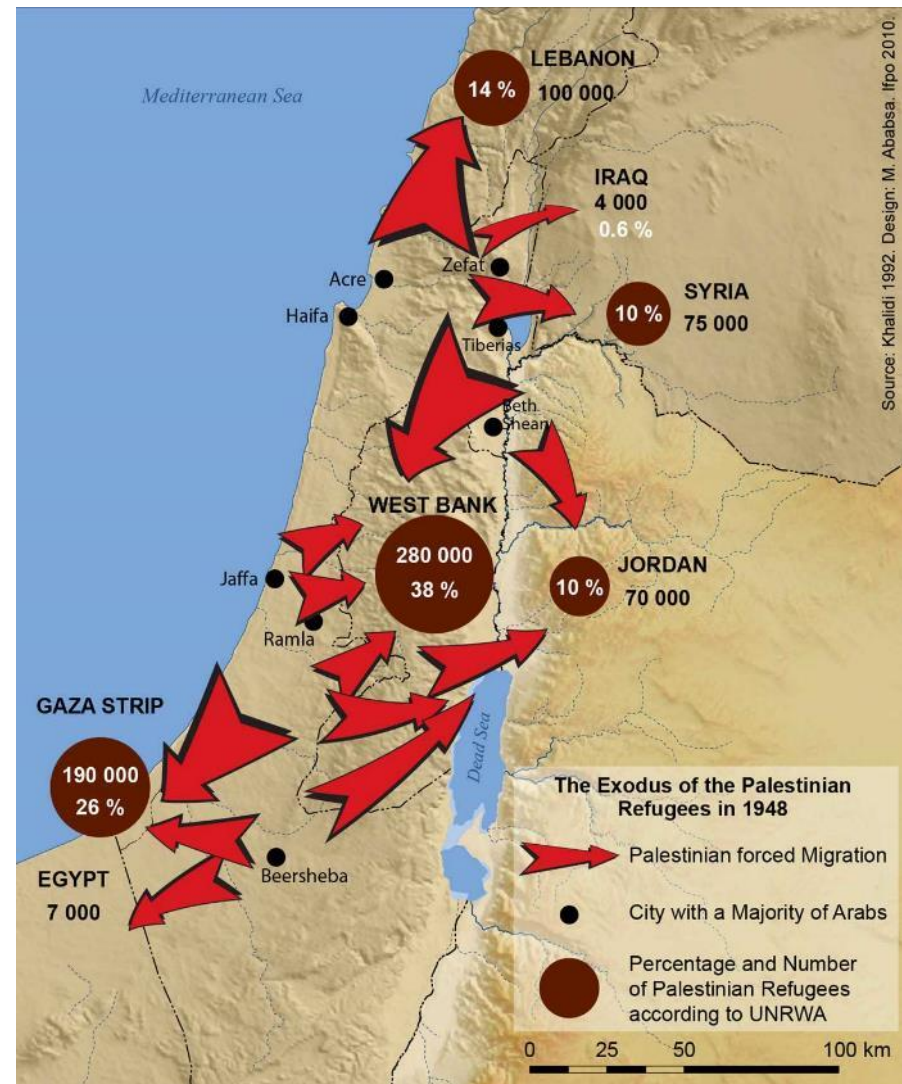 Mediterranean Sea
LEBANON
14 %
100 000
IRAQ
4 000
0.6 %
Zefat
Acre
SYRIA
10 %
75 000
Haifa
Tiberias
Beth
Shean
WEST BANK
280 000
38 %
JORDAN
10 %
70 000
Jaffa
Ramla
GAZA STRIP
190 000
26 %
Dead Sea
EGYPT
7 000
Beersheba
The Exodus of the Palestinian
Refugees in 1948
Palestinian forced Migration
City with a Majority of Arabs
Percentage and Number
of Palestinian Refugees
according to UNRWA
0 25 50 100 km
Source: Khalidi 1992. Design: M. Ababsa. Ifpo 2010.